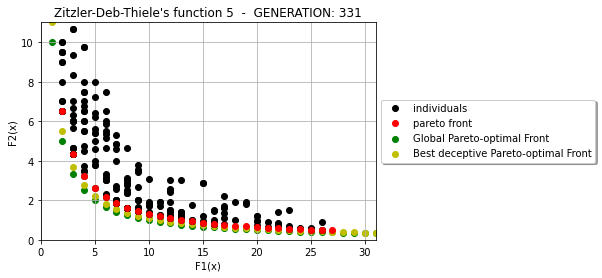 Zitzler-Deb-Thiele's function 5  -  GENERATION: 331
10
8
6
4
2
0
F2(x)
0 5 10 15 20 25 30
F1(x)
individuals
pareto front
Global Pareto-optimal Front
Best deceptive Pareto-optimal Front